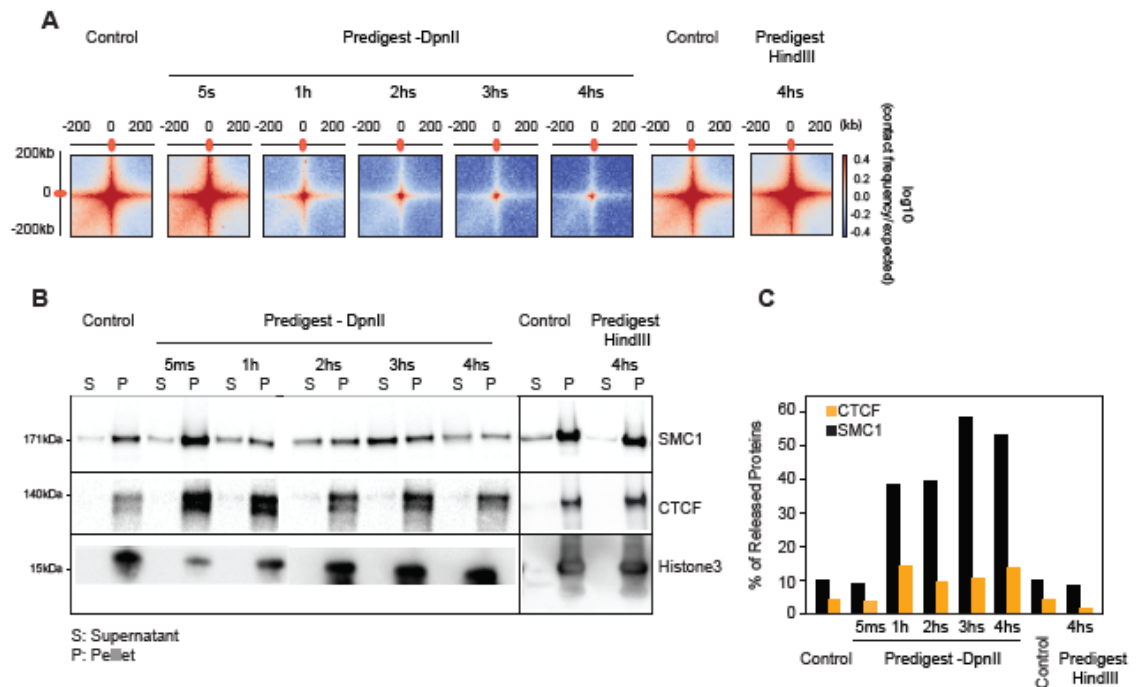 A
Control
Predigest -DpnII
Control
Predigest
HindIII
5s 1h 2hs 3hs 4hs 4hs
-200 0 200 -200 0 200 -200 0 200 -200 0 200 -200 0 200 -200 0 200 -200 0 200 -200 0 200 (kb)
200kb
0
-200kb
0.4
0.2
0.0
-0.4
log10
(contact frequency/expected)
B
Control
Predigest - DpnII
Control
Predigest
HindIII
5ms 1h 2hs 3hs 4hs 4hs
S P S P S P S P S P S P S P S P
171kDa SMC1
140kDa CTCF
15kDa Histone3
S: Supernatant
P: Pellet
C
% of Released Proteins
60
50
40
30
20
10
0
CTCF
SMC1
5ms 1h 2hs 3hs 4hs Control 4hs
Control Predigest -DpnII Predigest
HindIII